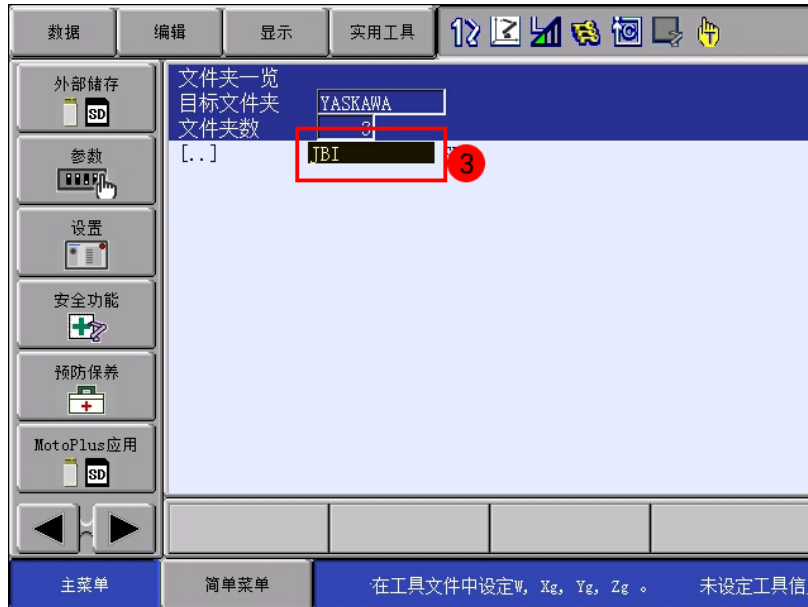 数据 编辑 显示 实用工具
外部储存
SD
参数
设置
安全功能
预防保养
MotoPlus应用
SD
文件夹一览
目标文件夹 YASKAWA
文件夹数 3
[..] JBI
3
主菜单 简单菜单 在工具文件中设定W, Xg, Yg, Zg 。 未设定工具信